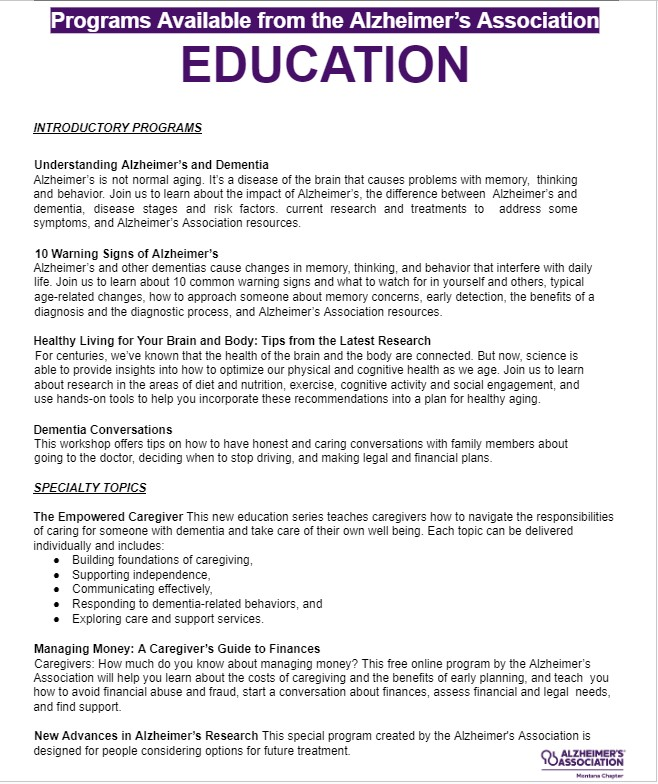 Programs Available from the Alzheimer's Association
EDUCATION
INTRODUCTORY PROGRAMS
Understanding Alzheimer's and Dementia
Alzheimer's is not normal aging. It's a disease of the brain that causes problems with memory, thinking
and behavior. Join us to learn about the impact of Alzheimer's, the difference between Alzheimer's and
dementia, disease stages and risk factors. current research and treatments to address some
symptoms, and Alzheimer's Association resources.
10 Warning Signs of Alzheimer's
Alzheimer's and other dementias cause changes in memory, thinking, and behavior that interfere with daily
life. Join us to learn about 10 common warning signs and what to watch for in yourself and others, typical
age-related changes, how to approach someone about memory concerns, early detection, the benefits of a
diagnosis and the diagnostic process, and Alzheimer's Association resources.
Healthy Living for Your Brain and Body: Tips from the Latest Research
For centuries, we've known that the health of the brain and the body are connected. But now, science is
able to provide insights into how to optimize our physical and cognitive health as we age. Join us to learn
about research in the areas of diet and nutrition, exercise, cognitive activity and social engagement, and
use hands-on tools to help you incorporate these recommendations into a plan for healthy aging.
Dementia Conversations
This workshop offers tips on how to have honest and caring conversations with family members about
going to the doctor, deciding when to stop driving, and making legal and financial plans.
SPECIALTY TOPICS
The Empowered Caregiver This new education series teaches caregivers how to navigate the responsibilities
of caring for someone with dementia and take care of their own well being. Each topic can be delivered
individually and includes:
● Building foundations of caregiving,
● Supporting independence,
● Communicating effectively,
● Responding to dementia-related behaviors, and
● Exploring care and support services.
Managing Money: A Caregiver's Guide to Finances
Caregivers: How much do you know about managing money? This free online program by the Alzheimer's
Association will help you learn about the costs of caregiving and the benefits of early planning, and teach you
how to avoid financial abuse and fraud, start a conversation about finances, assess financial and legal needs,
and find support.
New Advances in Alzheimer's Research This special program created by the Alzheimer's Association is
designed for people considering options for future treatment.
ALZHEIMER'S
ASSOCIATION
Montana Chapter